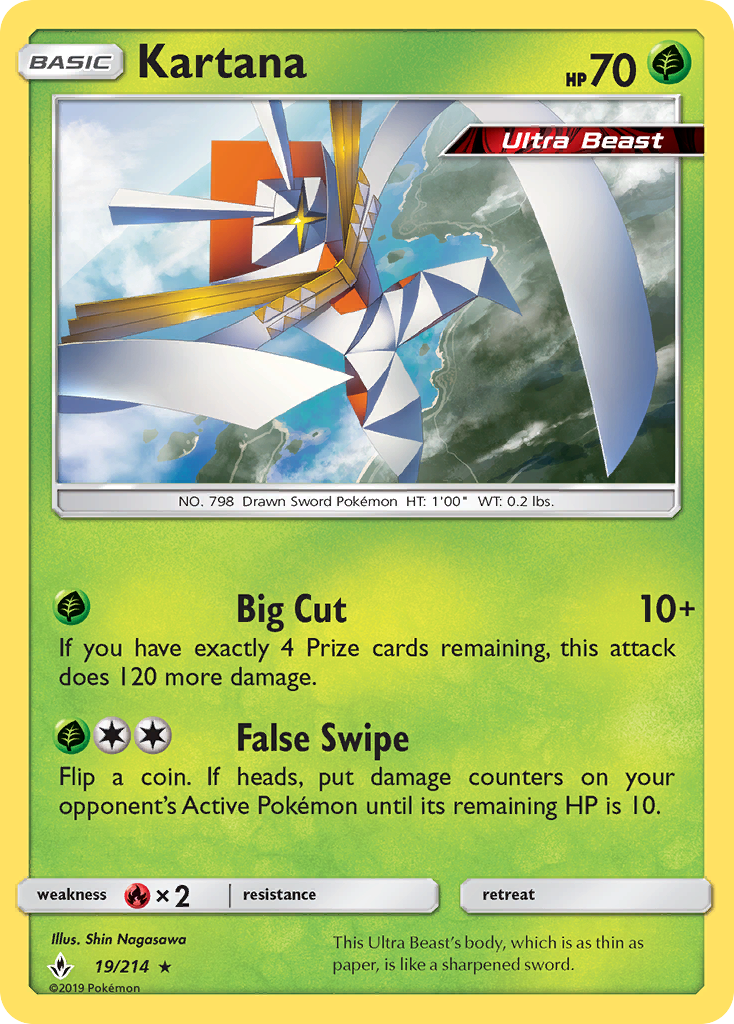 BASIC Kartana HP70
Ultra Beast
NO. 798 Drawn Sword Pokémon HT: 1'00" WT: 0.2 lbs.
Big Cut 10+
If you have exactly 4 Prize cards remaining, this attack
does 120 more damage.
False Swipe
Flip a coin. If heads, put damage counters on your
opponent's Active Pokémon until its remaining HP is 10.
weakness ×2 resistance retreat
Illus. Shin Nagasawa
19/214 ★
©2019 Pokémon
This Ultra Beast's body, which is as thin as
paper, is like a sharpened sword.